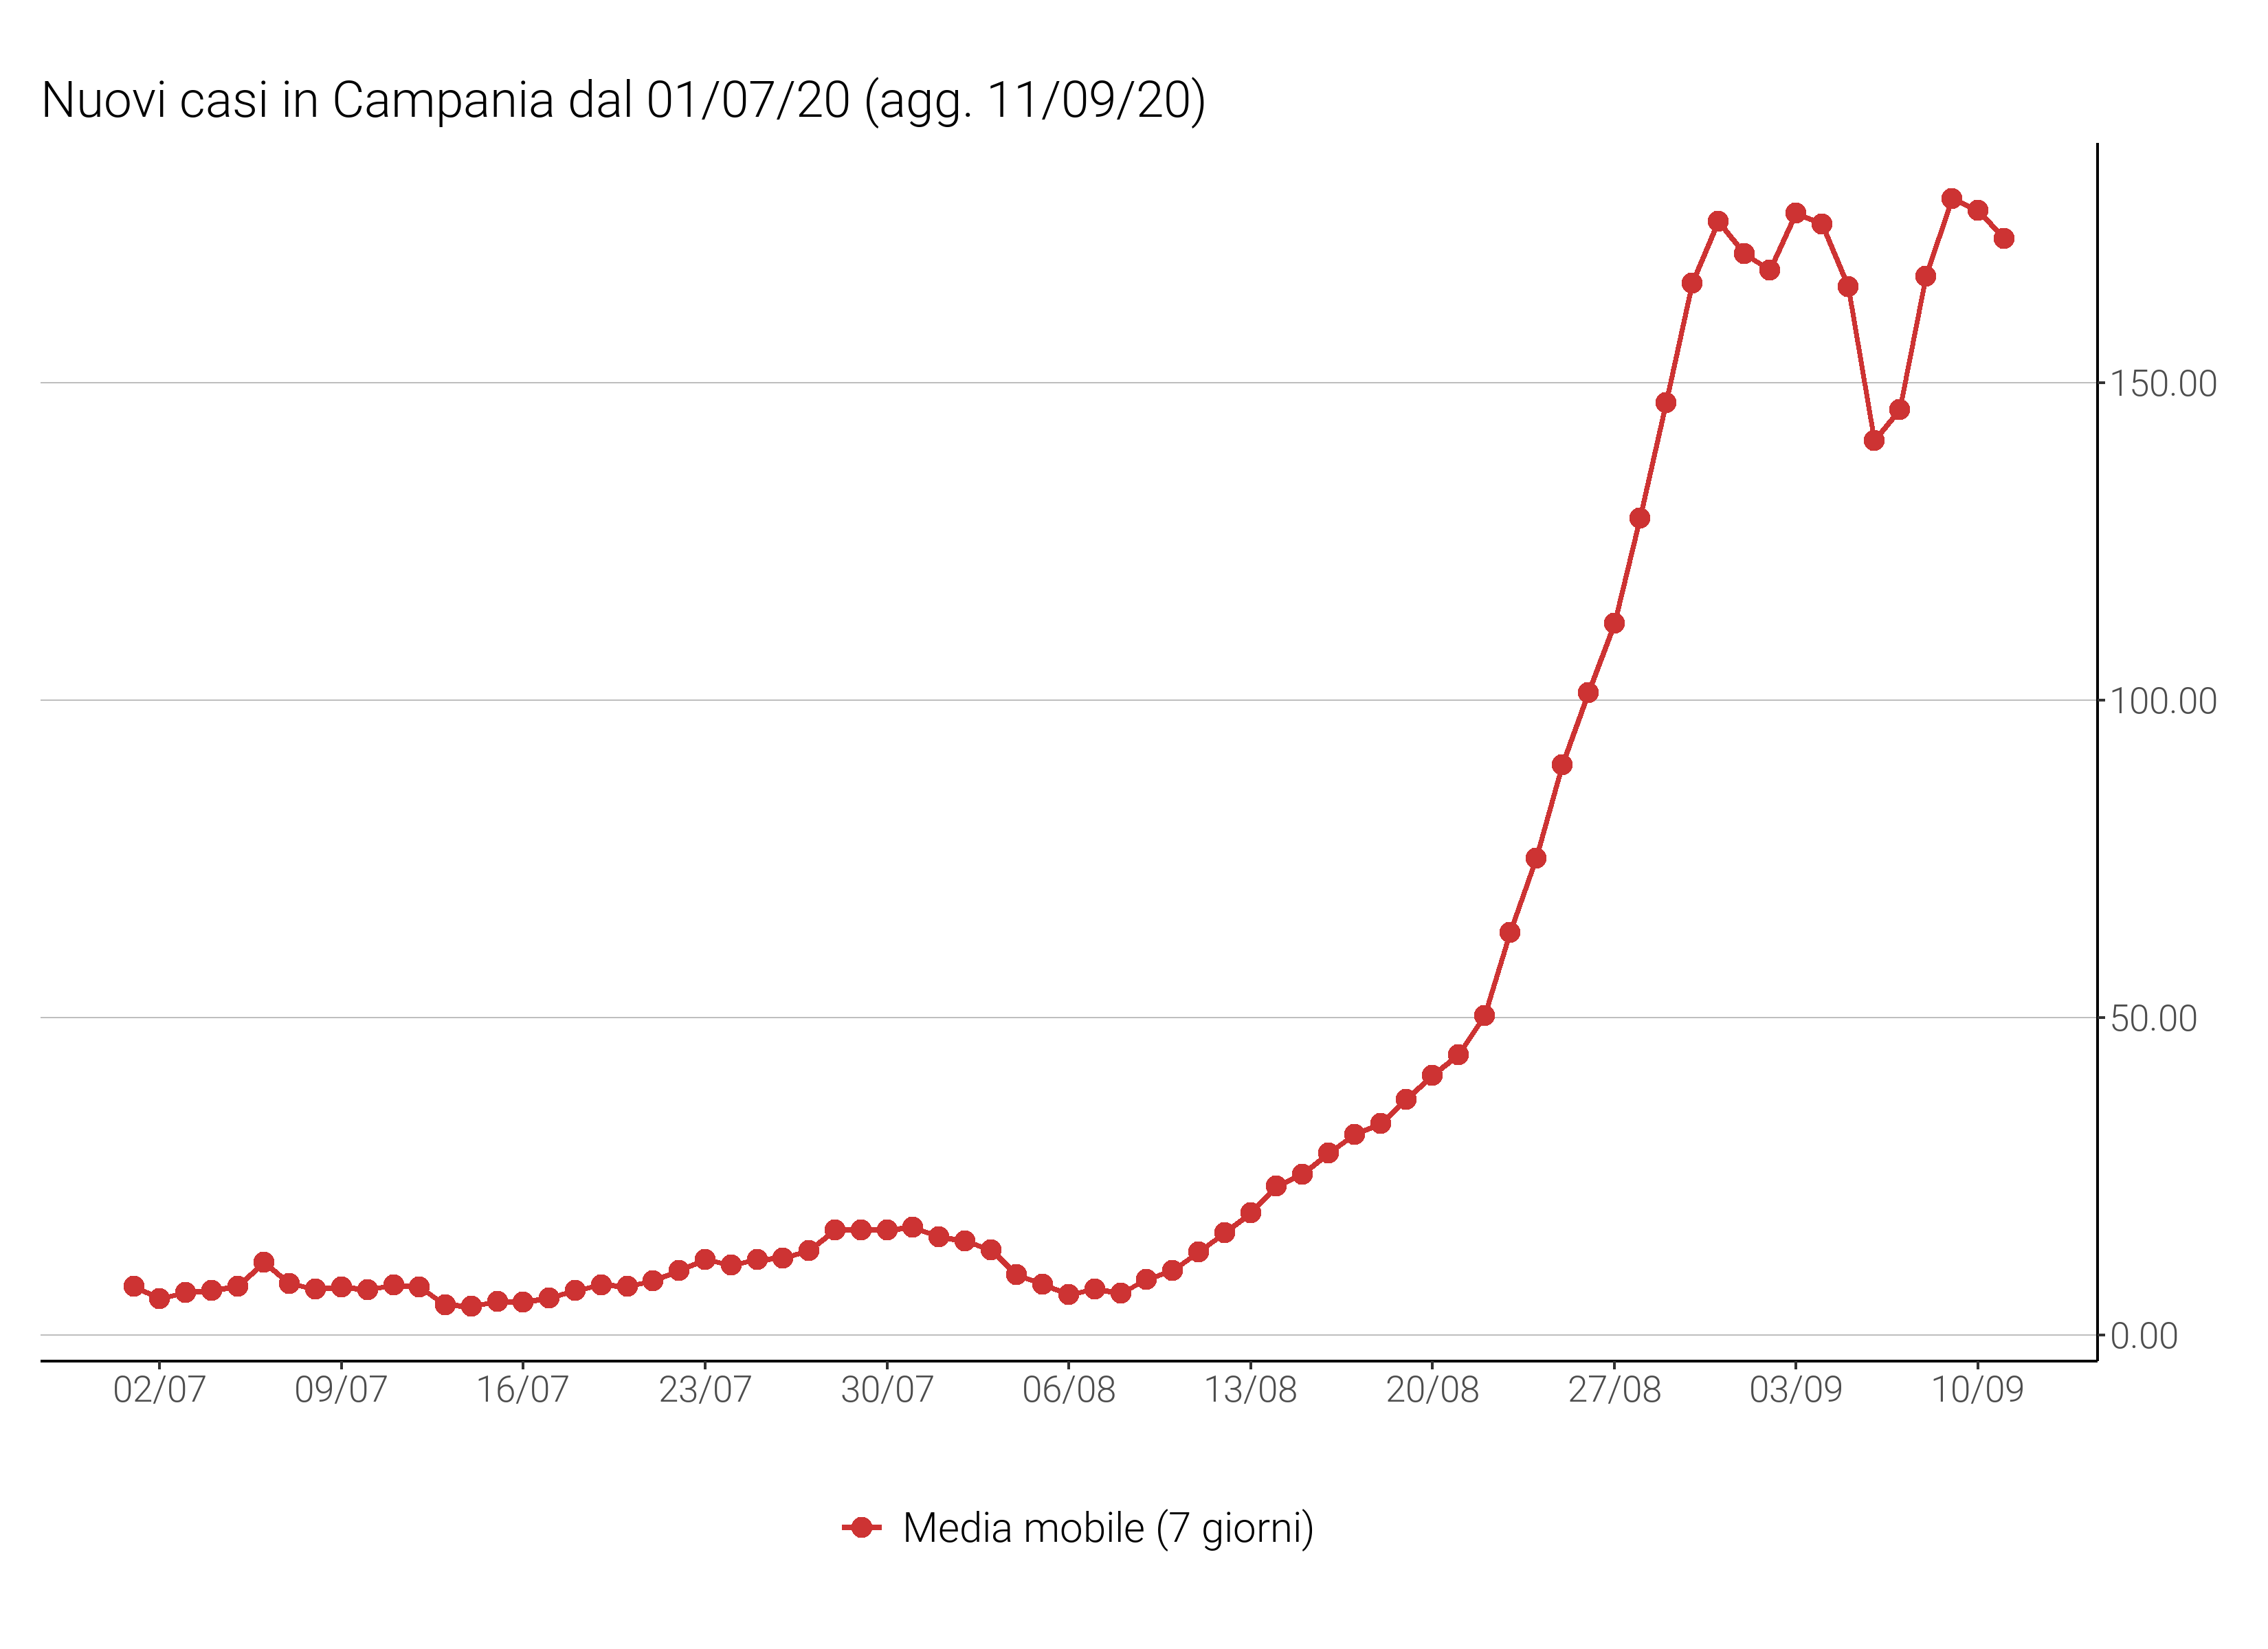 Nuovi casi in Campania dal 01/07/20 (agg. 11/09/20)
150.00
100.00
50.00
0.00
02/07 09/07 16/07 23/07 30/07 06/08 13/08 20/08 27/08 03/09 10/09
Media mobile (7 giorni)